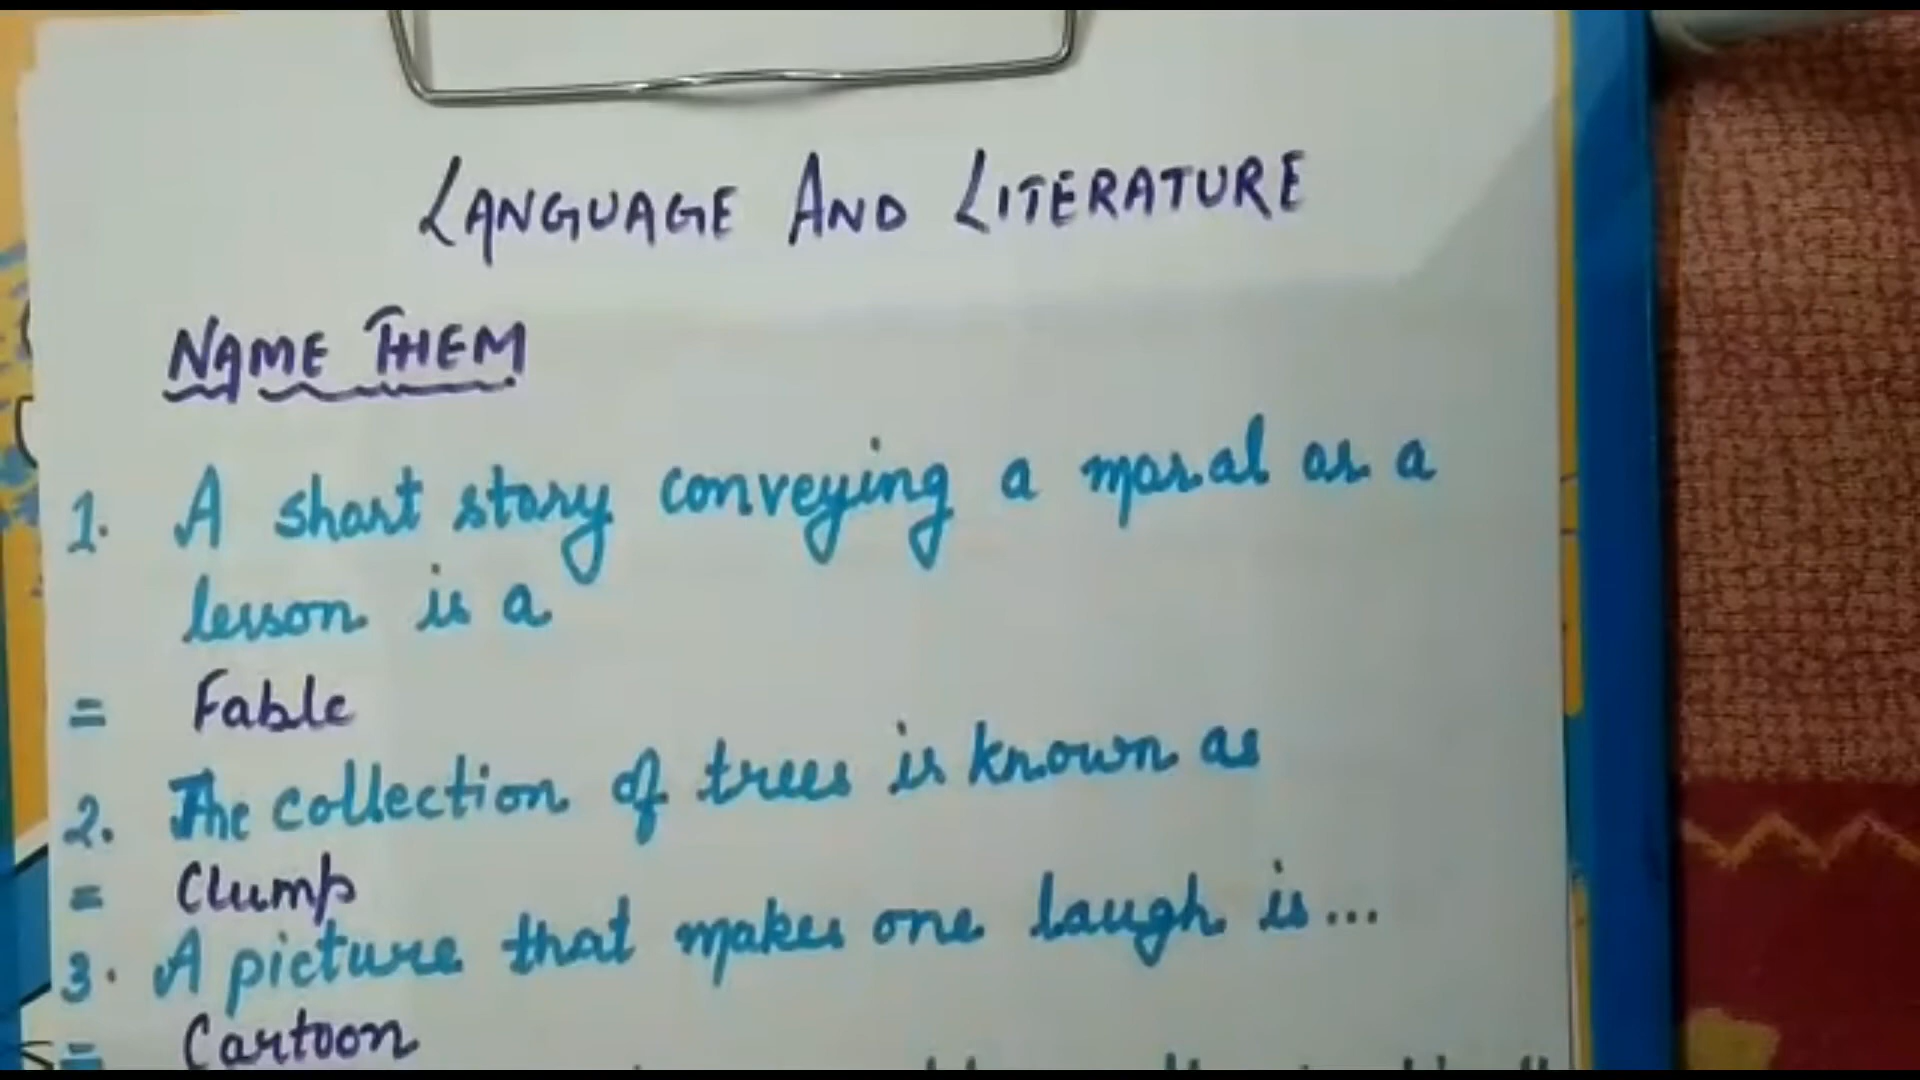 LANGUAGE AND LITERATURE
NAME THEM
1. A short story conveying a moral or a
lesson is a
= Fable
2. The collection of trees is known as
= Clump
3. A picture that makes one laugh is...
= Cartoon